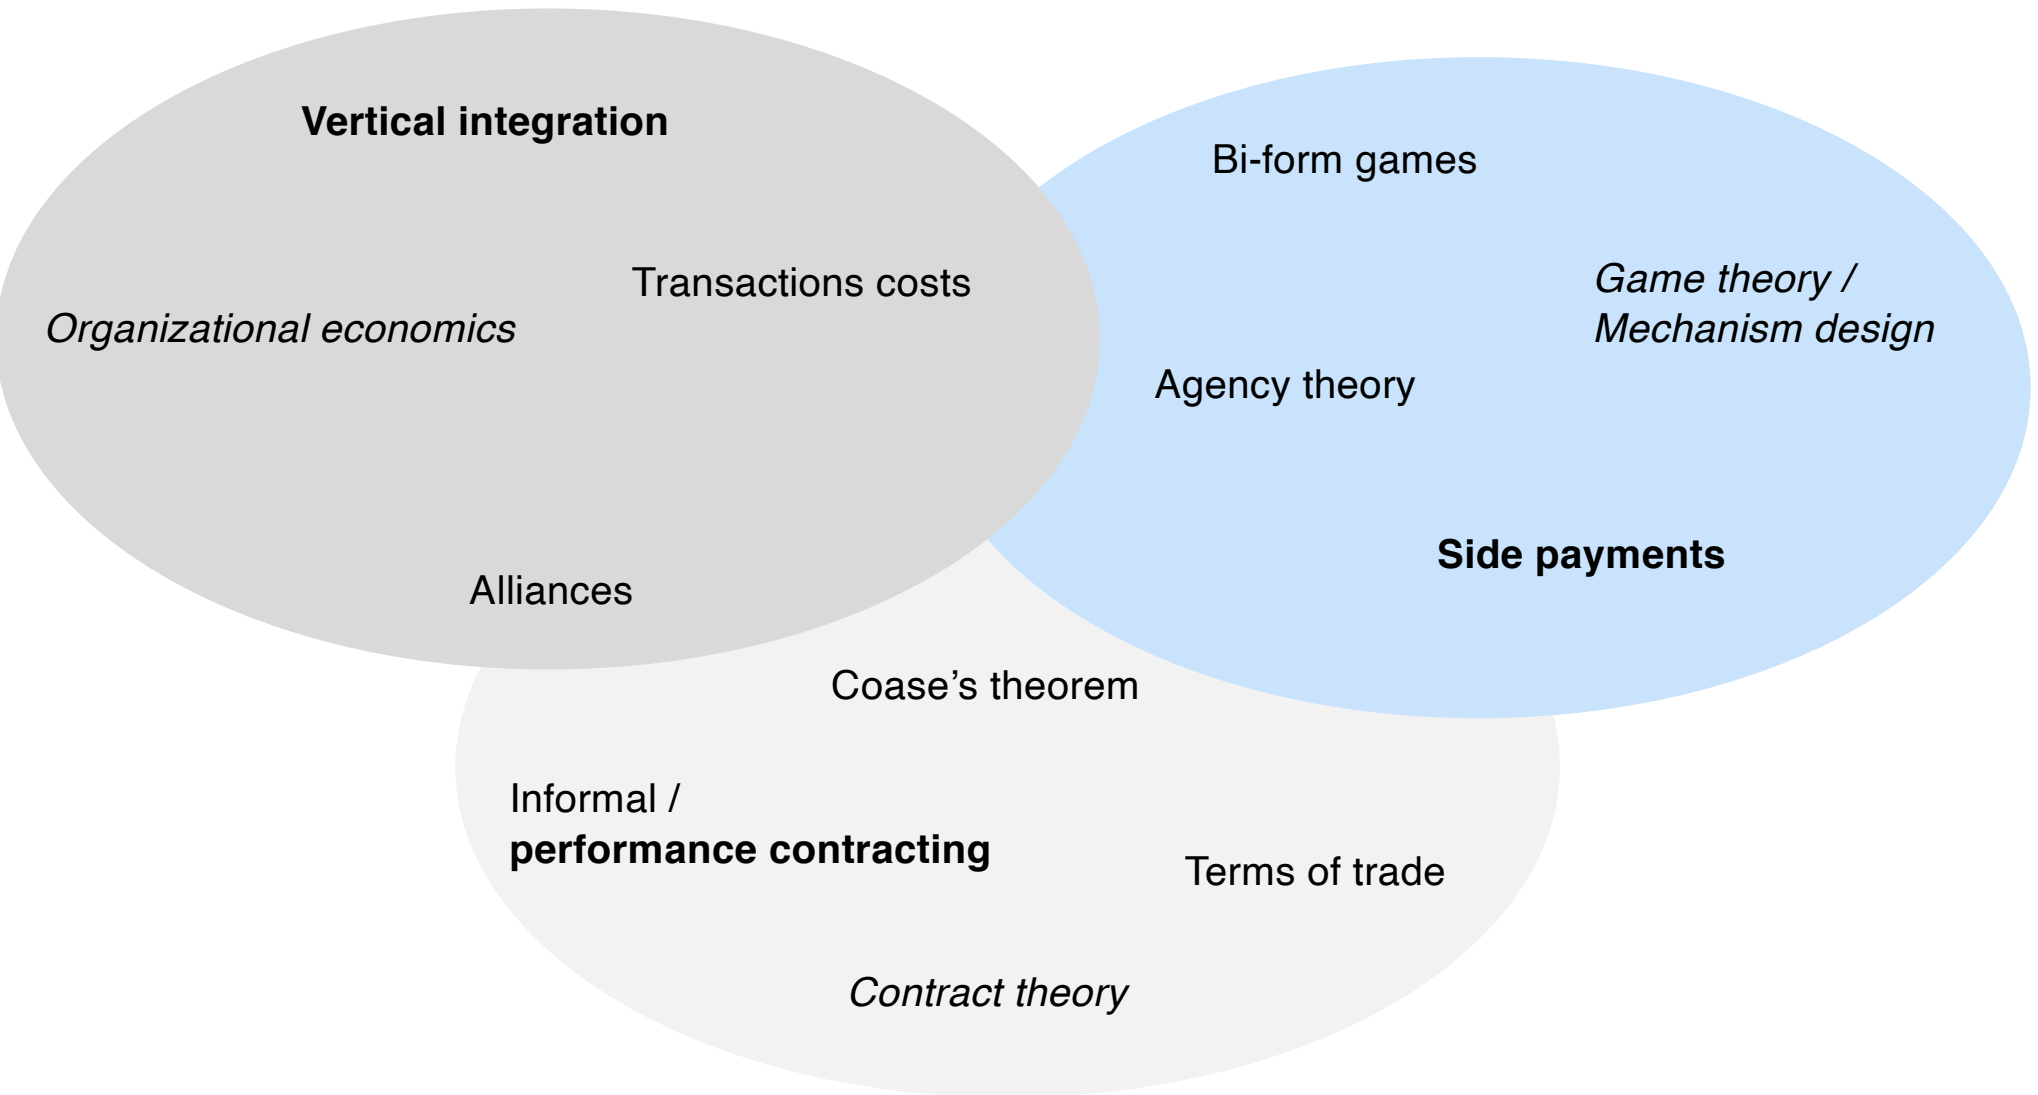 Vertical integration
Transactions costs
Organizational economics
Alliances
Bi-form games
Game theory /
Mechanism design
Agency theory
Side payments
Coase’s theorem
Informal /
performance contracting
Terms of trade
Contract theory